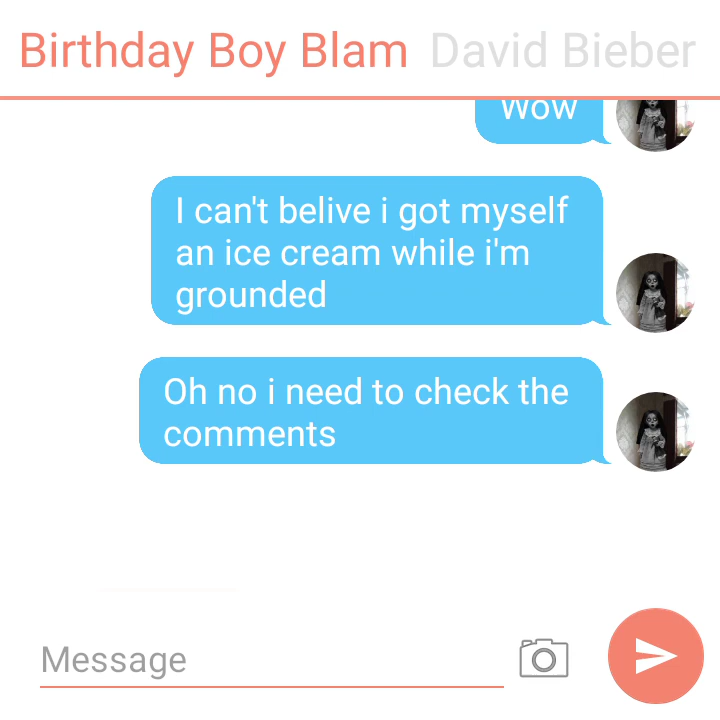 Birthday Boy Blam David Bieber
Wow
I can't belive i got myself
an ice cream while i'm
grounded
Oh no i need to check the
comments
Message